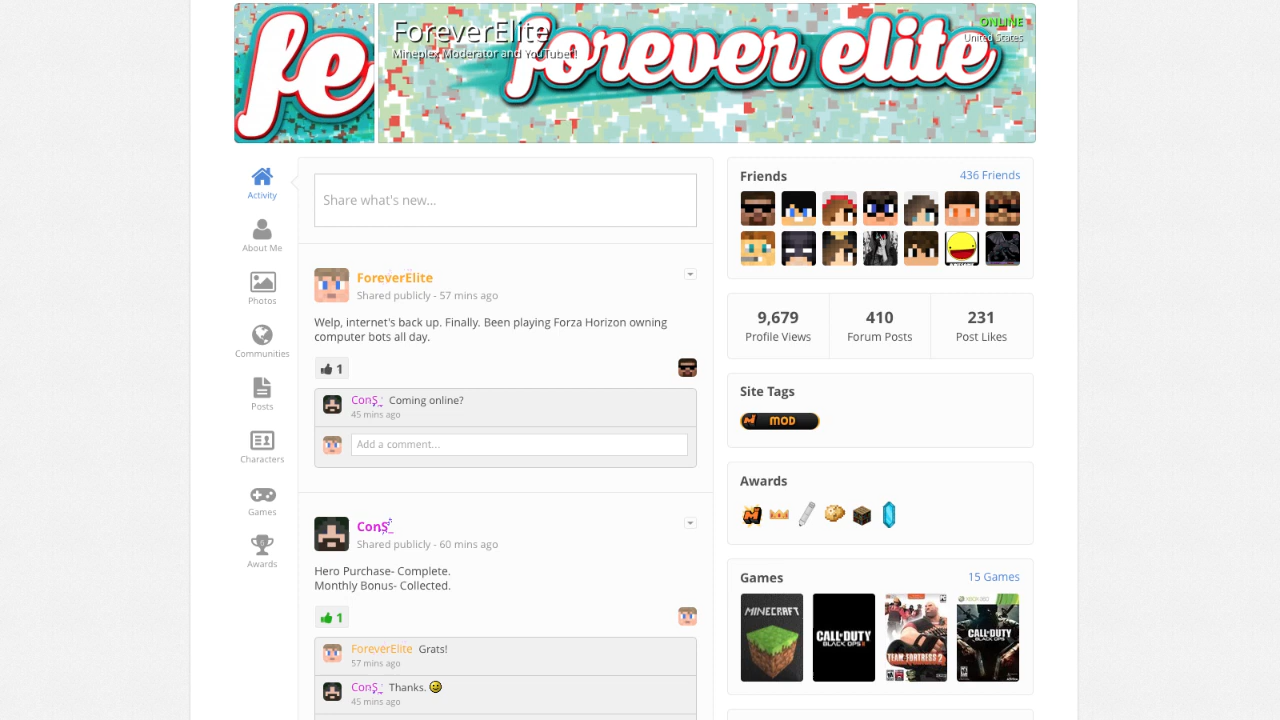 fe
forever elite
ForeverElite
Mineplex Moderator and YouTuber!
ONLINE
United States
Activity
About Me
Photos
Communities
Posts
Characters
Games
Awards
Share what's new...
ForeverElite
Shared publicly - 57 mins ago
Welp, internet's back up. Finally. Been playing Forza Horizon owning
computer bots all day.
1
Coming online?
45 mins ago
Add a comment...
Shared publicly - 60 mins ago
Hero Purchase- Complete.
Monthly Bonus- Collected.
1
ForeverElite Grats!
57 mins ago
Thanks.
45 mins ago
Friends
436 Friends
9,679
Profile Views
410
Forum Posts
231
Post Likes
Site Tags
MOD
Awards
Games
15 Games
MINECRAFT
CALL OF DUTY
BLACK OPS II
TEAM FORTRESS 2
XBOX 360
CALL OF DUTY
BLACK OPS